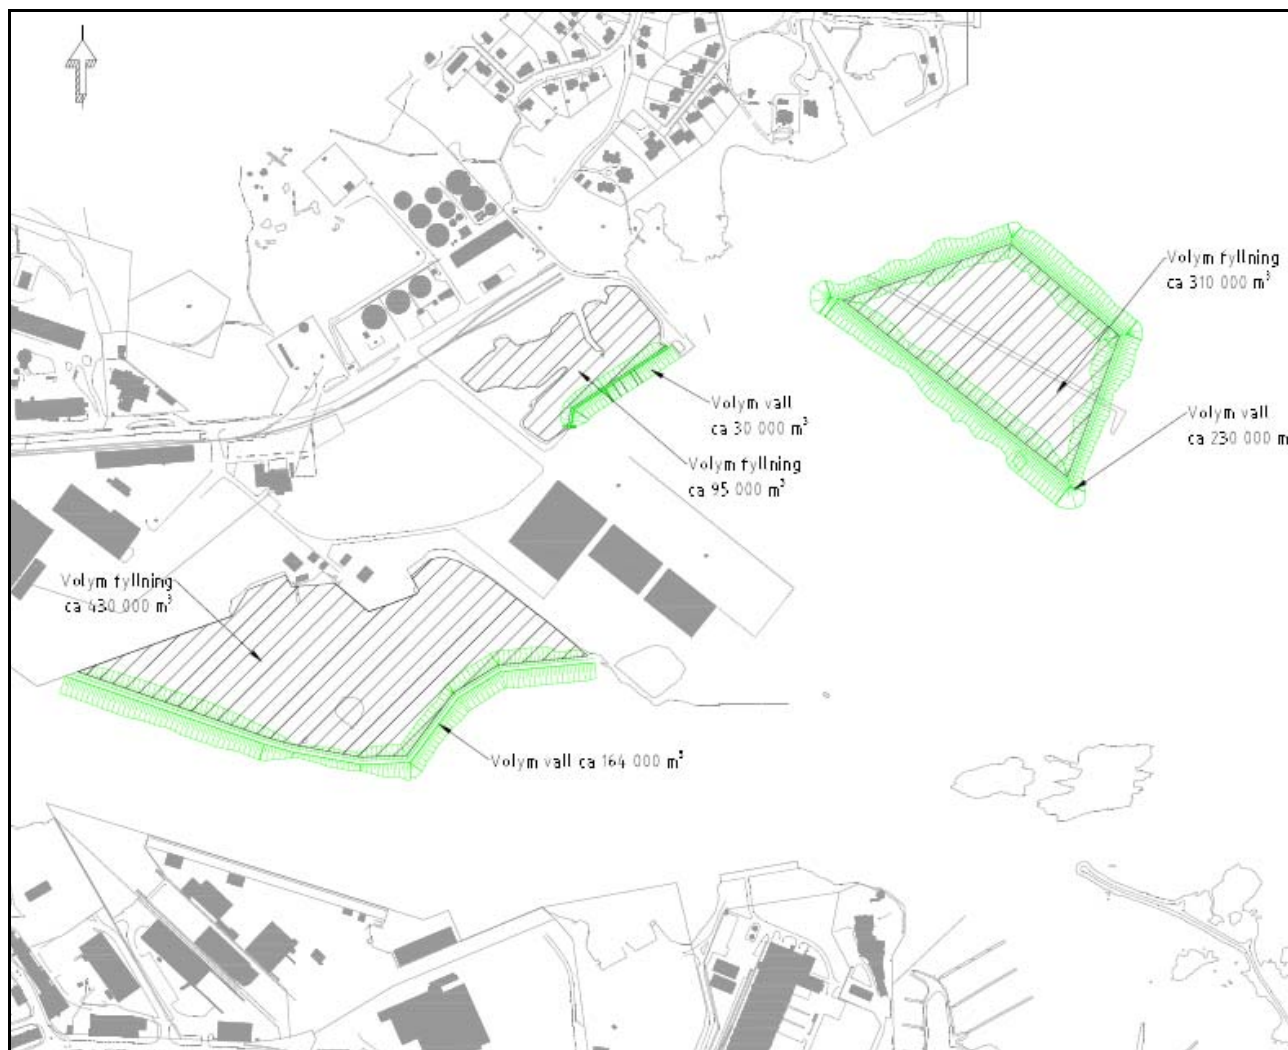 Volym fyllning
ca 310 000 m³
Volym vall
ca 30 000 m³
Volym vall
ca 230 000 m
Volym fyllning
ca 95 000 m³
Volym fyllning
ca 430 000 m³
Volym vall ca 164 000 m³